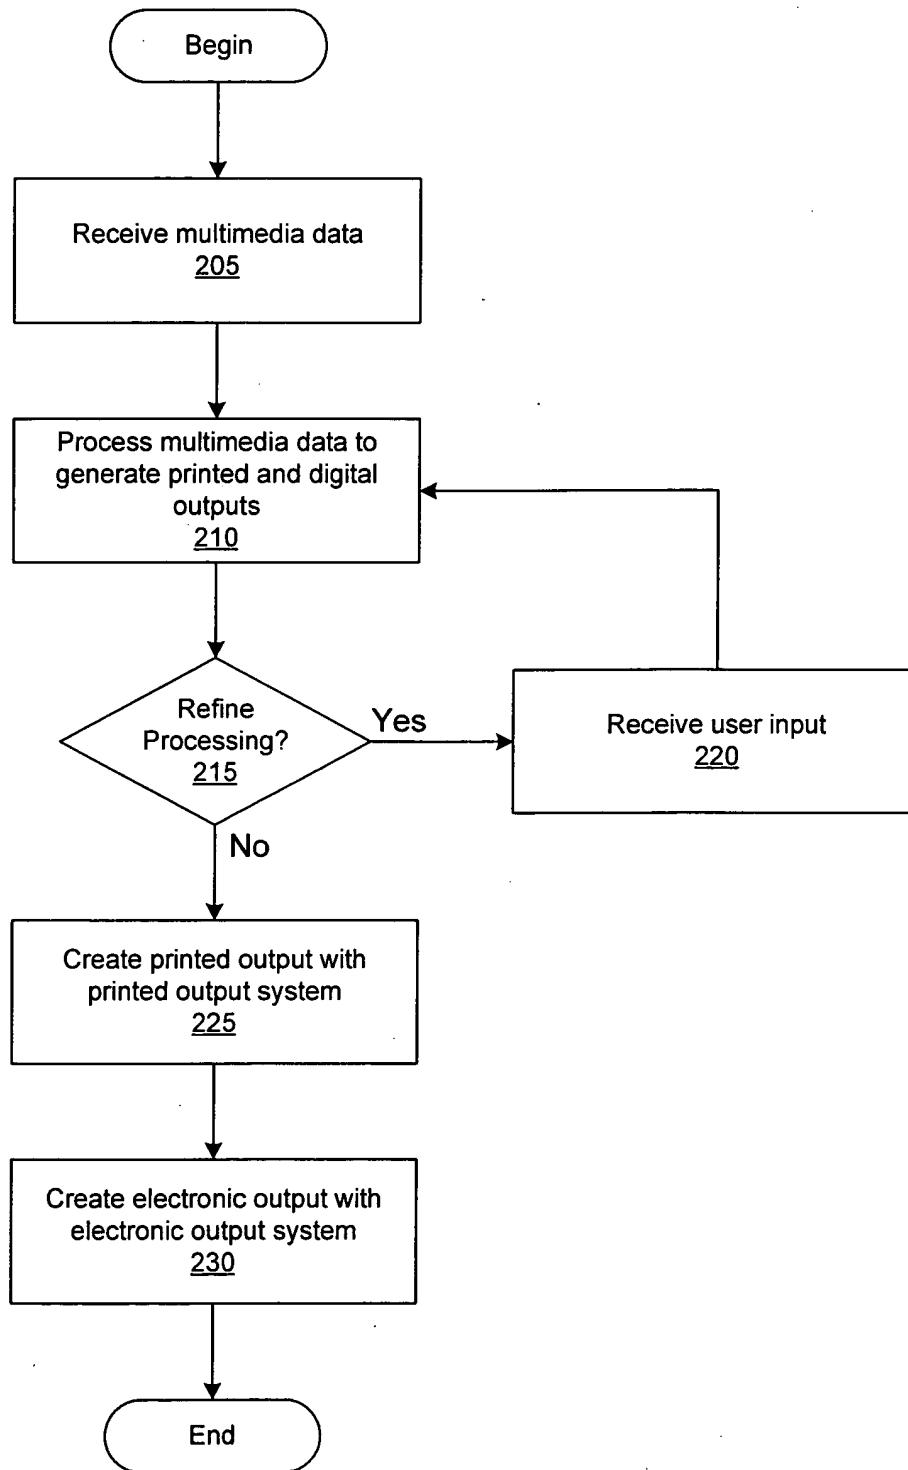 Begin
Receive multimedia data
205
Process multimedia data to
generate printed and digital
outputs
210
Refine
Processing?
215
Yes
Receive user input
220
No
Create printed output with
printed output system
225
Create electronic output with
electronic output system
230
End